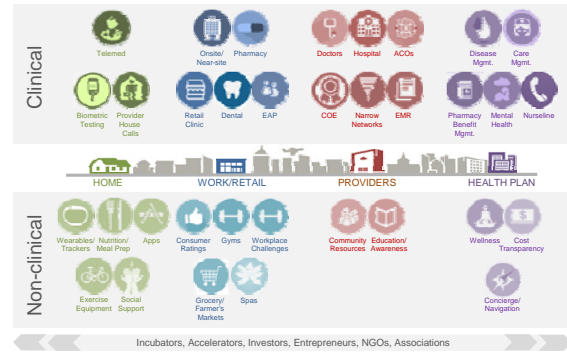 Clinical
Telemed
Onsite/
Near-site
Pharmacy
Doctors
Hospital
ACOs
Disease
Mgmt.
Care
Mgmt.
Biometric
Testing
Provider
House
Calls
Retail
Clinic
Dental
EAP
COE
Narrow
Networks
EMR
Pharmacy
Benefit
Mgmt.
Mental
Health
Nurseline
HOME
WORK/RETAIL
PROVIDERS
HEALTH PLAN
Non-clinical
Wearables/
Trackers
Nutrition/
Meal Prep
Apps
Consumer
Ratings
Gyms
Workplace
Challenges
Community
Resources
Education/
Awareness
Wellness
Cost
Transparency
Exercise
Equipment
Social
Support
Grocery/
Farmer's
Markets
Spas
Concierge/
Navigation
Incubators, Accelerators, Investors, Entrepreneurs, NGOs, Associations